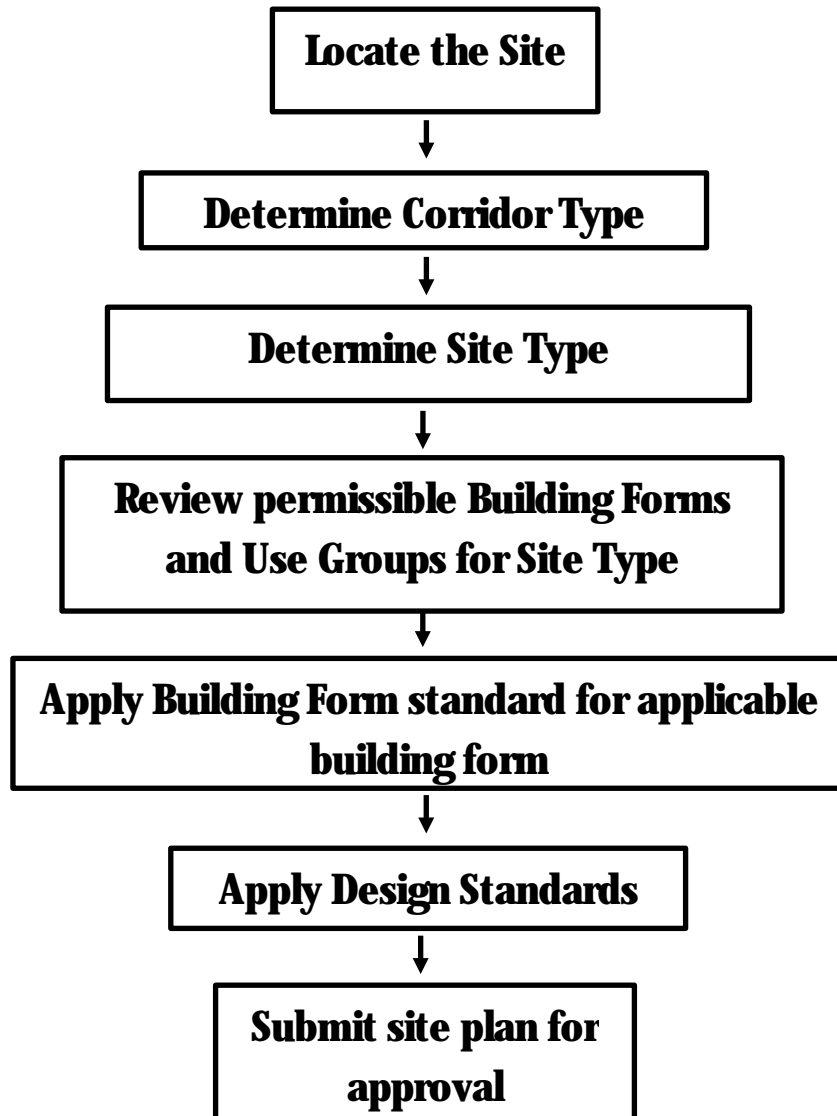 Locate the Site
Determine Corridor Type
Determine Site Type
Review permissible Building Forms
and Use Groups for Site Type
Apply Building Form standard for applicable
building form
Apply Design Standards
Submit site plan for
approval